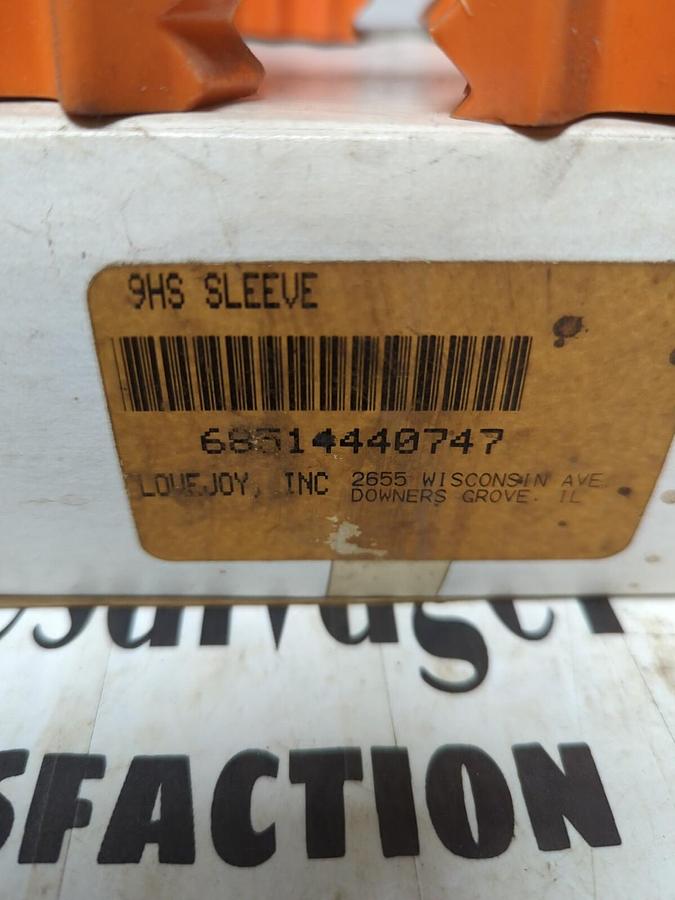 9HS SLEEVE
68514440747
LOVEJOY, INC 2655 WISCONSIN AVE
DOWNERS GROVE. IL
SFACTION